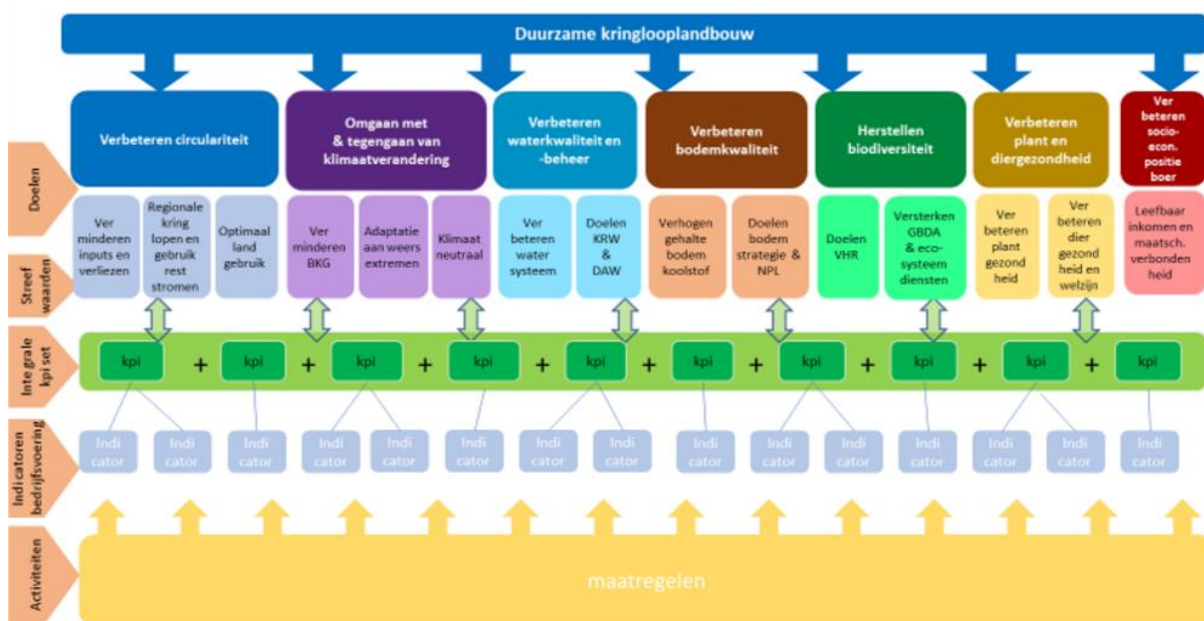 Duurzame kringlooplandbouw
Doelen
Verbeteren circulariteit
Omgaan met
& tegengaan van
klimaatverandering
Verbeteren
waterkwaliteit en
-beheer
Verbeteren
bodemkwaliteit
Herstellen
biodiversiteit
Verbeteren
plant en
diergezondheid
Ver
beteren
socio-
econ.
positie
boer
Streef
waarden
Ver
minderen
inputs en
verliezen
Regionale
kring
lopen en
gebruik
rest
stromen
Optimaal
land
gebruik
Ver
minderen
BKG
Adaptatie
aan weers
extremen
Klimaat
neutraal
Ver
beteren
water
systeem
Doelen
KRW
&
DAW
Verhogen
gehalte
bodem
koolstof
Doelen
bodem
strategie &
NPL
Doelen
VHR
Versterken
GBDA
& eco-
systeem
diensten
Ver
beteren
plant
gezond
heid
Ver
beteren
dier
gezond
heid en
welzijn
Leefbaar
inkomen en
maatsch.
verbonden
heid
Integrale
kpi set
kpi + kpi + kpi + kpi + kpi + kpi + kpi + kpi + kpi + kpi
Indicatoren
bedrijfsvoering
Indi
cator
Indi
cator
Indi
cator
Indi
cator
Indi
cator
Indi
cator
Indi
cator
Indi
cator
Indi
cator
Indi
cator
Indi
cator
Indi
cator
Indi
cator
Indi
cator
Activiteiten
maatregelen